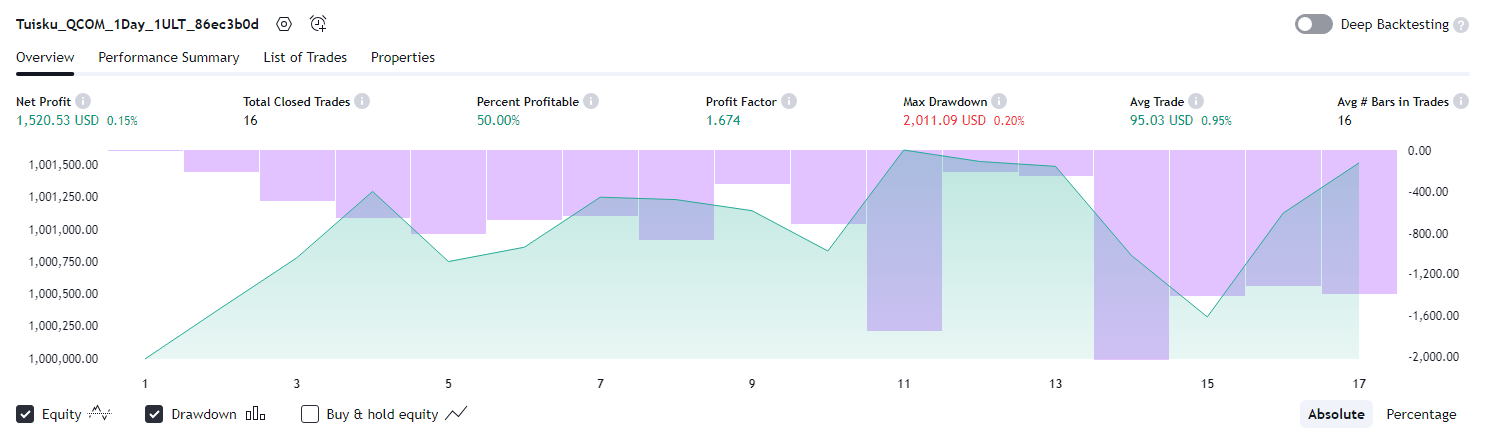 Tuisku_QCOM_1Day_1ULT_86ec3b0d Deep Backtesting ?
Overview Performance Summary List of Trades Properties
Net Profit i Total Closed Trades i Percent Profitable i Profit Factor i Max Drawdown i Avg Trade i Avg # Bars in Trades i
1,520.53 USD 0.15% 16 50.00% 1.674 2,011.09 USD 0.20% 95.03 USD 0.95% 16
1,001,500.00 0.00
1,001,250.00 -400.00
1,001,000.00 -800.00
1,000,750.00 -1,200.00
1,000,500.00 -1,600.00
1,000,250.00 -2,000.00
1,000,000.00
1 3 5 7 9 11 13 15 17
Equity Drawdown Buy & hold equity Absolute Percentage